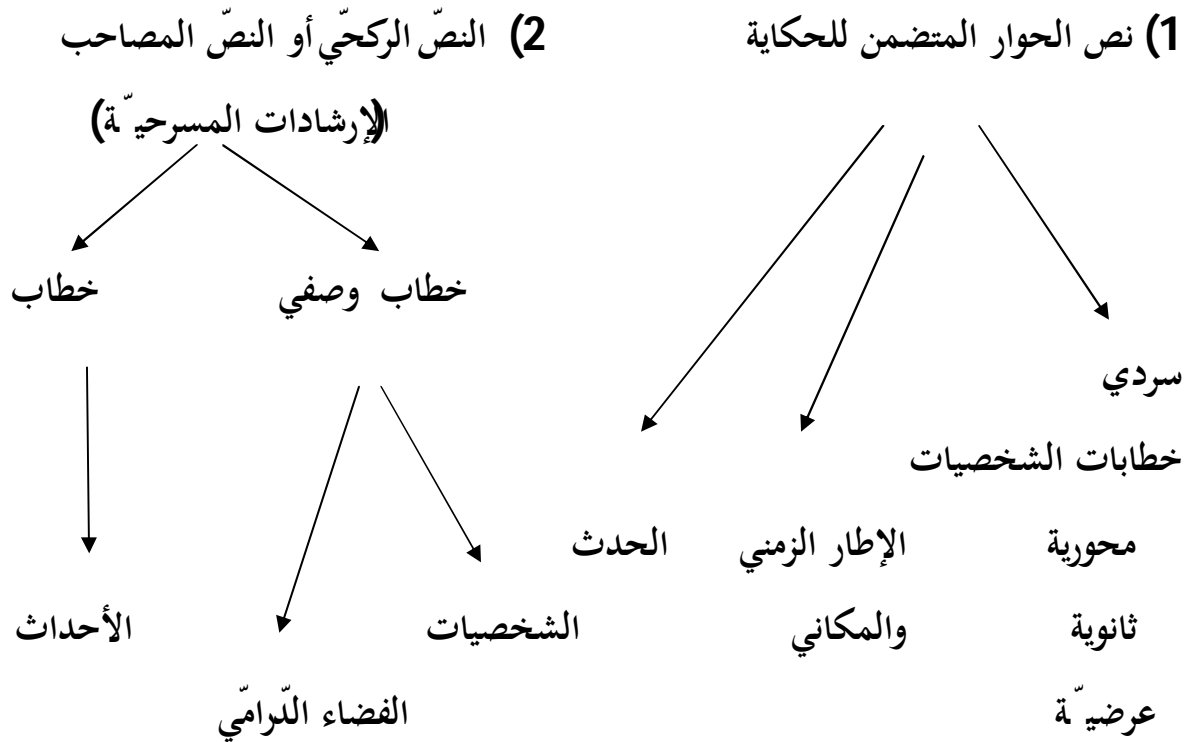 1) نص الحوار المتضمن للحكاية
2) النصّ الركحّي أو النصّ المصاحب
(الإرشادات المسرحيّة)
خطاب وصفي
خطاب
سردي
خطابات الشخصيات
محورية
الإطار الزمني
الحدث
ثانوية
والمكاني
الشخصيات
الأحداث
عرضيّة
الفضاء الدّرامّي